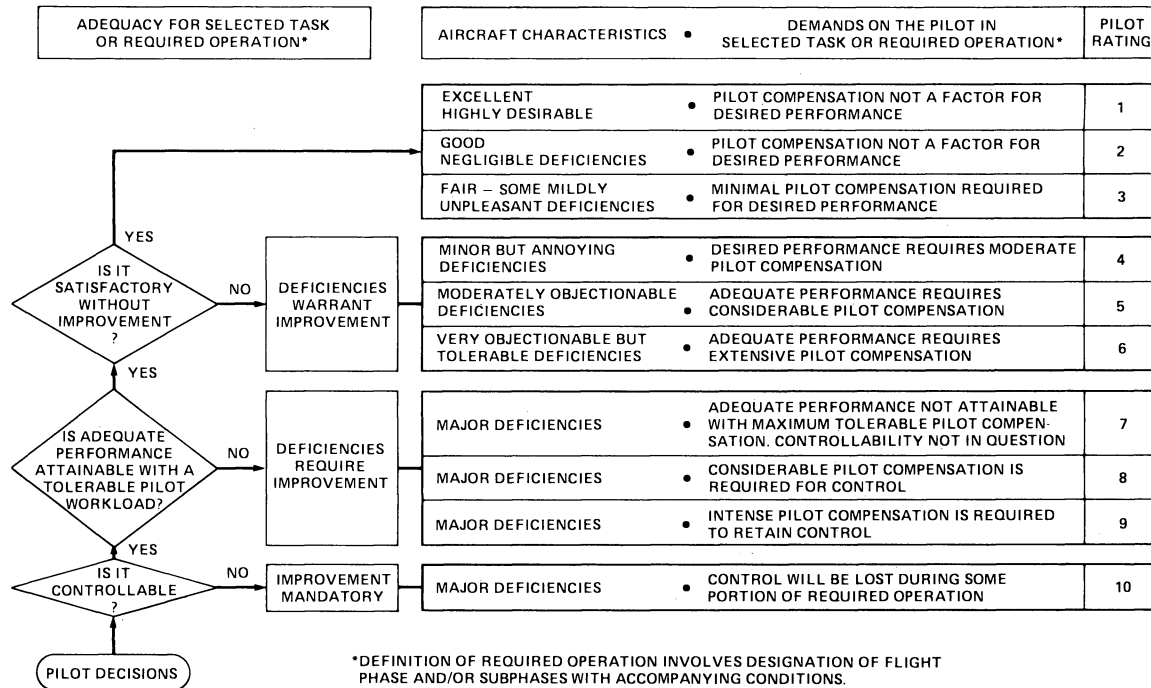 ADEQUACY FOR SELECTED TASK
OR REQUIRED OPERATION*
AIRCRAFT CHARACTERISTICS •
DEMANDS ON THE PILOT IN
SELECTED TASK OR REQUIRED OPERATION*
PILOT
RATING
EXCELLENT
HIGHLY DESIRABLE
• PILOT COMPENSATION NOT A FACTOR FOR
DESIRED PERFORMANCE
1
GOOD
NEGLIGIBLE DEFICIENCIES
• PILOT COMPENSATION NOT A FACTOR FOR
DESIRED PERFORMANCE
2
FAIR – SOME MILDLY
UNPLEASANT DEFICIENCIES
• MINIMAL PILOT COMPENSATION REQUIRED
FOR DESIRED PERFORMANCE
3
YES
IS IT
SATISFACTORY
WITHOUT
IMPROVEMENT
?
NO
DEFICIENCIES
WARRANT
IMPROVEMENT
MINOR BUT ANNOYING
DEFICIENCIES
• DESIRED PERFORMANCE REQUIRES MODERATE
PILOT COMPENSATION
4
MODERATELY OBJECTIONABLE
DEFICIENCIES
• ADEQUATE PERFORMANCE REQUIRES
CONSIDERABLE PILOT COMPENSATION
5
VERY OBJECTIONABLE BUT
TOLERABLE DEFICIENCIES
• ADEQUATE PERFORMANCE REQUIRES
EXTENSIVE PILOT COMPENSATION
6
YES
IS ADEQUATE
PERFORMANCE
ATTAINABLE WITH A
TOLERABLE PILOT
WORKLOAD?
NO
DEFICIENCIES
REQUIRE
IMPROVEMENT
MAJOR DEFICIENCIES
• ADEQUATE PERFORMANCE NOT ATTAINABLE
WITH MAXIMUM TOLERABLE PILOT COMPEN-
SATION. CONTROLLABILITY NOT IN QUESTION
7
MAJOR DEFICIENCIES
• CONSIDERABLE PILOT COMPENSATION IS
REQUIRED FOR CONTROL
8
MAJOR DEFICIENCIES
• INTENSE PILOT COMPENSATION IS REQUIRED
TO RETAIN CONTROL
9
YES
IS IT
CONTROLLABLE
?
NO
IMPROVEMENT
MANDATORY
MAJOR DEFICIENCIES
• CONTROL WILL BE LOST DURING SOME
PORTION OF REQUIRED OPERATION
10
PILOT DECISIONS
*DEFINITION OF REQUIRED OPERATION INVOLVES DESIGNATION OF FLIGHT
PHASE AND/OR SUBPHASES WITH ACCOMPANYING CONDITIONS.